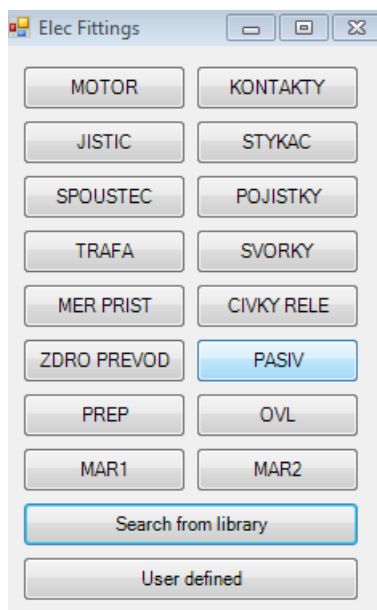 Elec Fittings
MOTOR KONTAKTY
JISTIC STYKAC
SPOUSTEC POJISTKY
TRAFA SVORKY
MER PRIST CIVKY RELE
ZDRO PREVOD PASIV
PREP OVL
MAR1 MAR2
Search from library
User defined